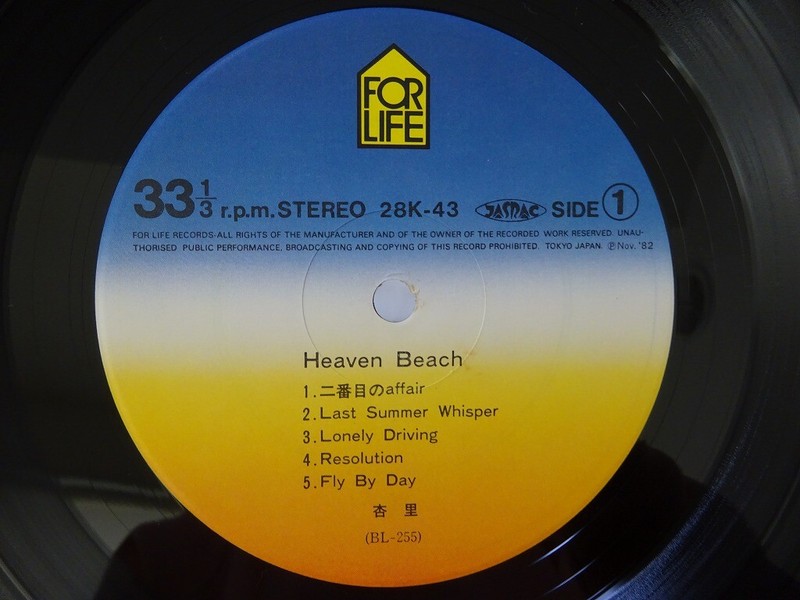 FOR
LIFE
33 1/3 r.p.m. STEREO 28K-43 JASRAC SIDE 1
FOR LIFE RECORDS-ALL RIGHTS OF THE MANUFACTURER AND OF THE OWNER OF THE RECORDED WORK RESERVED. UNAU-
THORISED PUBLIC PERFORMANCE, BROADCASTING AND COPYING OF THIS RECORD PROHIBITED. TOKYO JAPAN. ℗Nov. '82
Heaven Beach
1.二番目のaffair
2.Last Summer Whisper
3.Lonely Driving
4.Resolution
5.Fly By Day
杏 里
(BL-255)